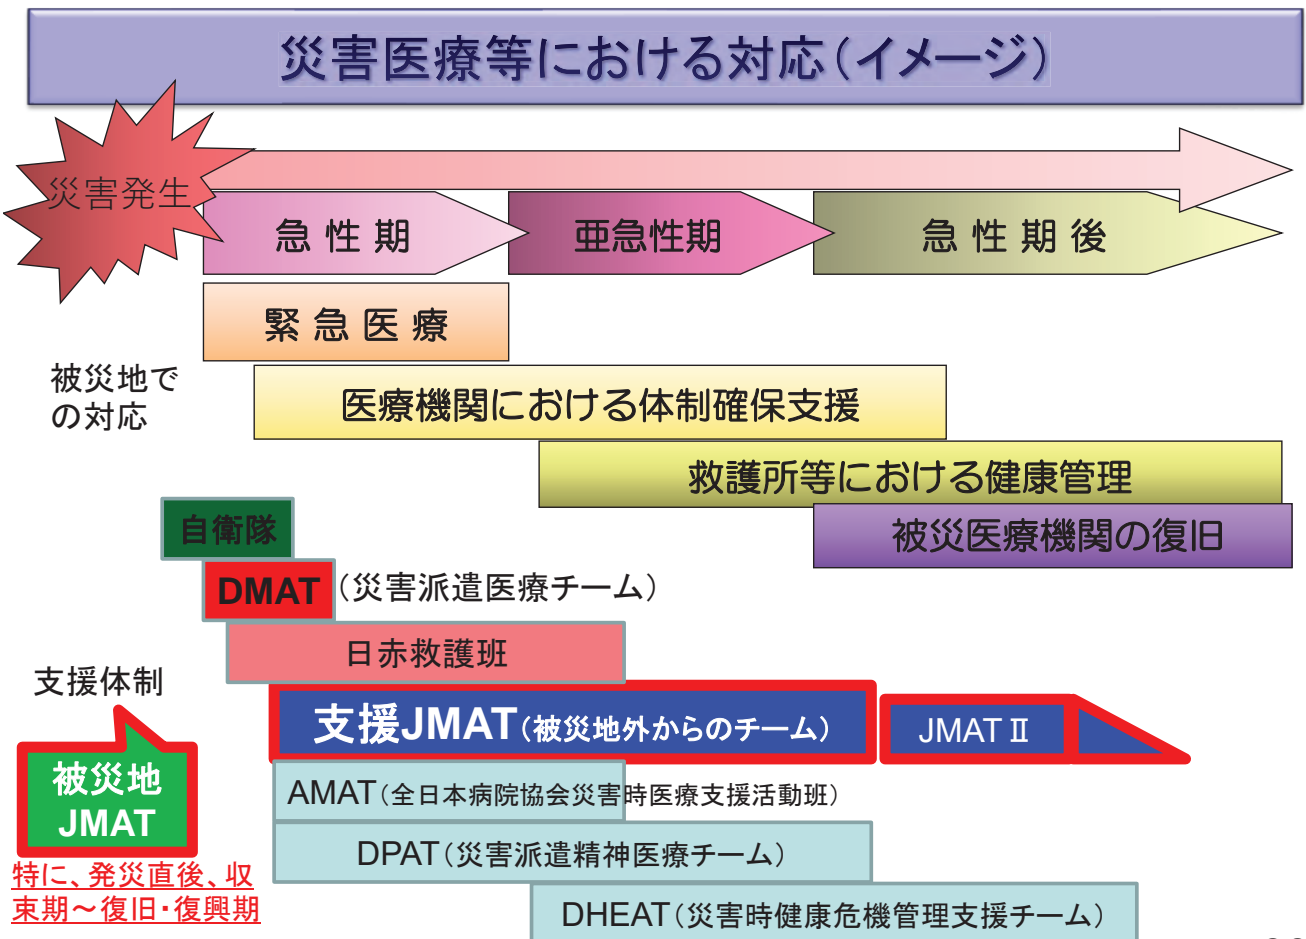 災害医療等における対応（イメージ）
災害発生
急性期
亜急性期
急性期後
緊急医療
被災地で
の対応
医療機関における体制確保支援
救護所等における健康管理
被災医療機関の復旧
自衛隊
DMAT（災害派遣医療チーム）
日赤救護班
支援体制
支援JMAT（被災地外からのチーム）
JMATⅡ
被災地
JMAT
特に、発災直後、収
束期～復旧・復興期
AMAT（全日本病院協会災害時医療支援活動班）
DPAT（災害派遣精神医療チーム）
DHEAT（災害時健康危機管理支援チーム）